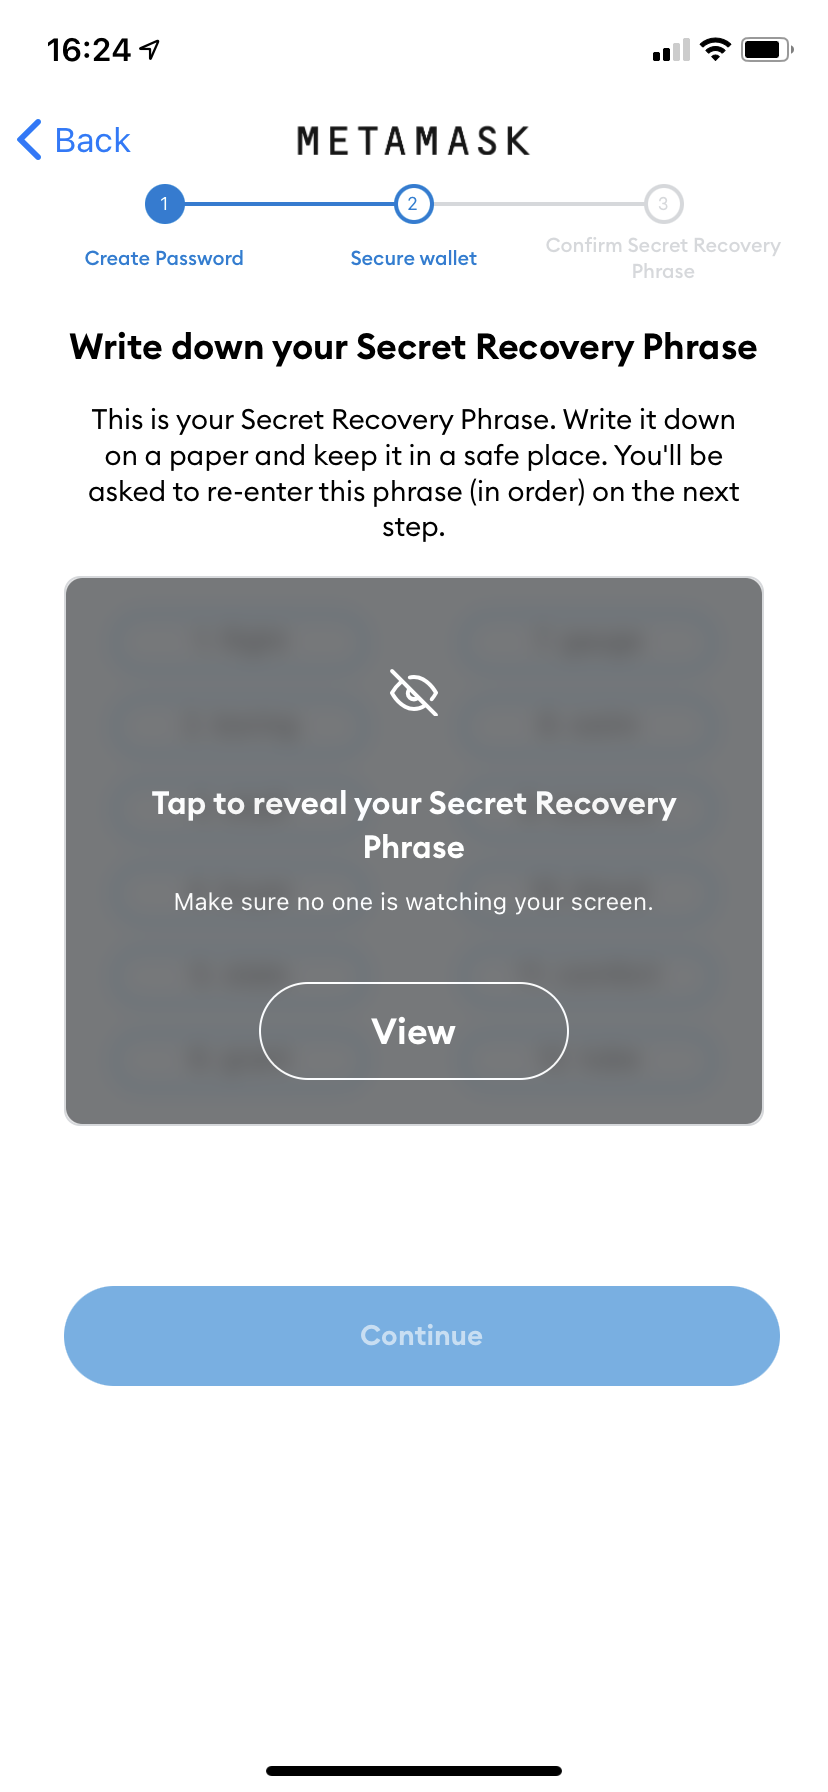 16:24
Back
METAMASK
1
2
3
Create Password
Secure wallet
Confirm Secret Recovery
Phrase
Write down your Secret Recovery Phrase
This is your Secret Recovery Phrase. Write it down
on a paper and keep it in a safe place. You'll be
asked to re-enter this phrase (in order) on the next
step.
Tap to reveal your Secret Recovery
Phrase
Make sure no one is watching your screen.
View
Continue